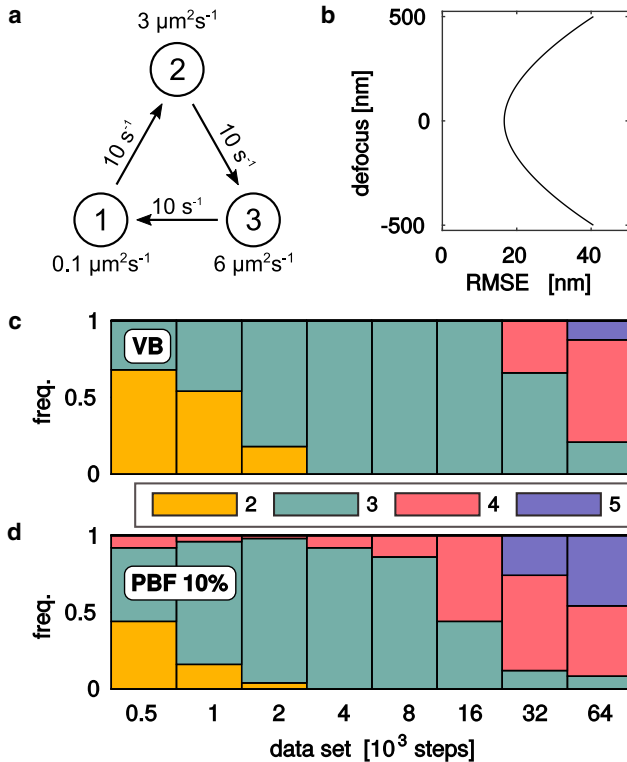 a
3 μm²s⁻¹
2
10 s⁻¹
10 s⁻¹
1
10 s⁻¹
3
0.1 μm²s⁻¹
6 μm²s⁻¹
b
500
0
-500
defocus [nm]
0
20
40
RMSE [nm]
c
1
0.5
0
freq.
VB
2
3
4
5
d
1
0.5
0
freq.
PBF 10%
0.5
1
2
4
8
16
32
64
data set [10³ steps]